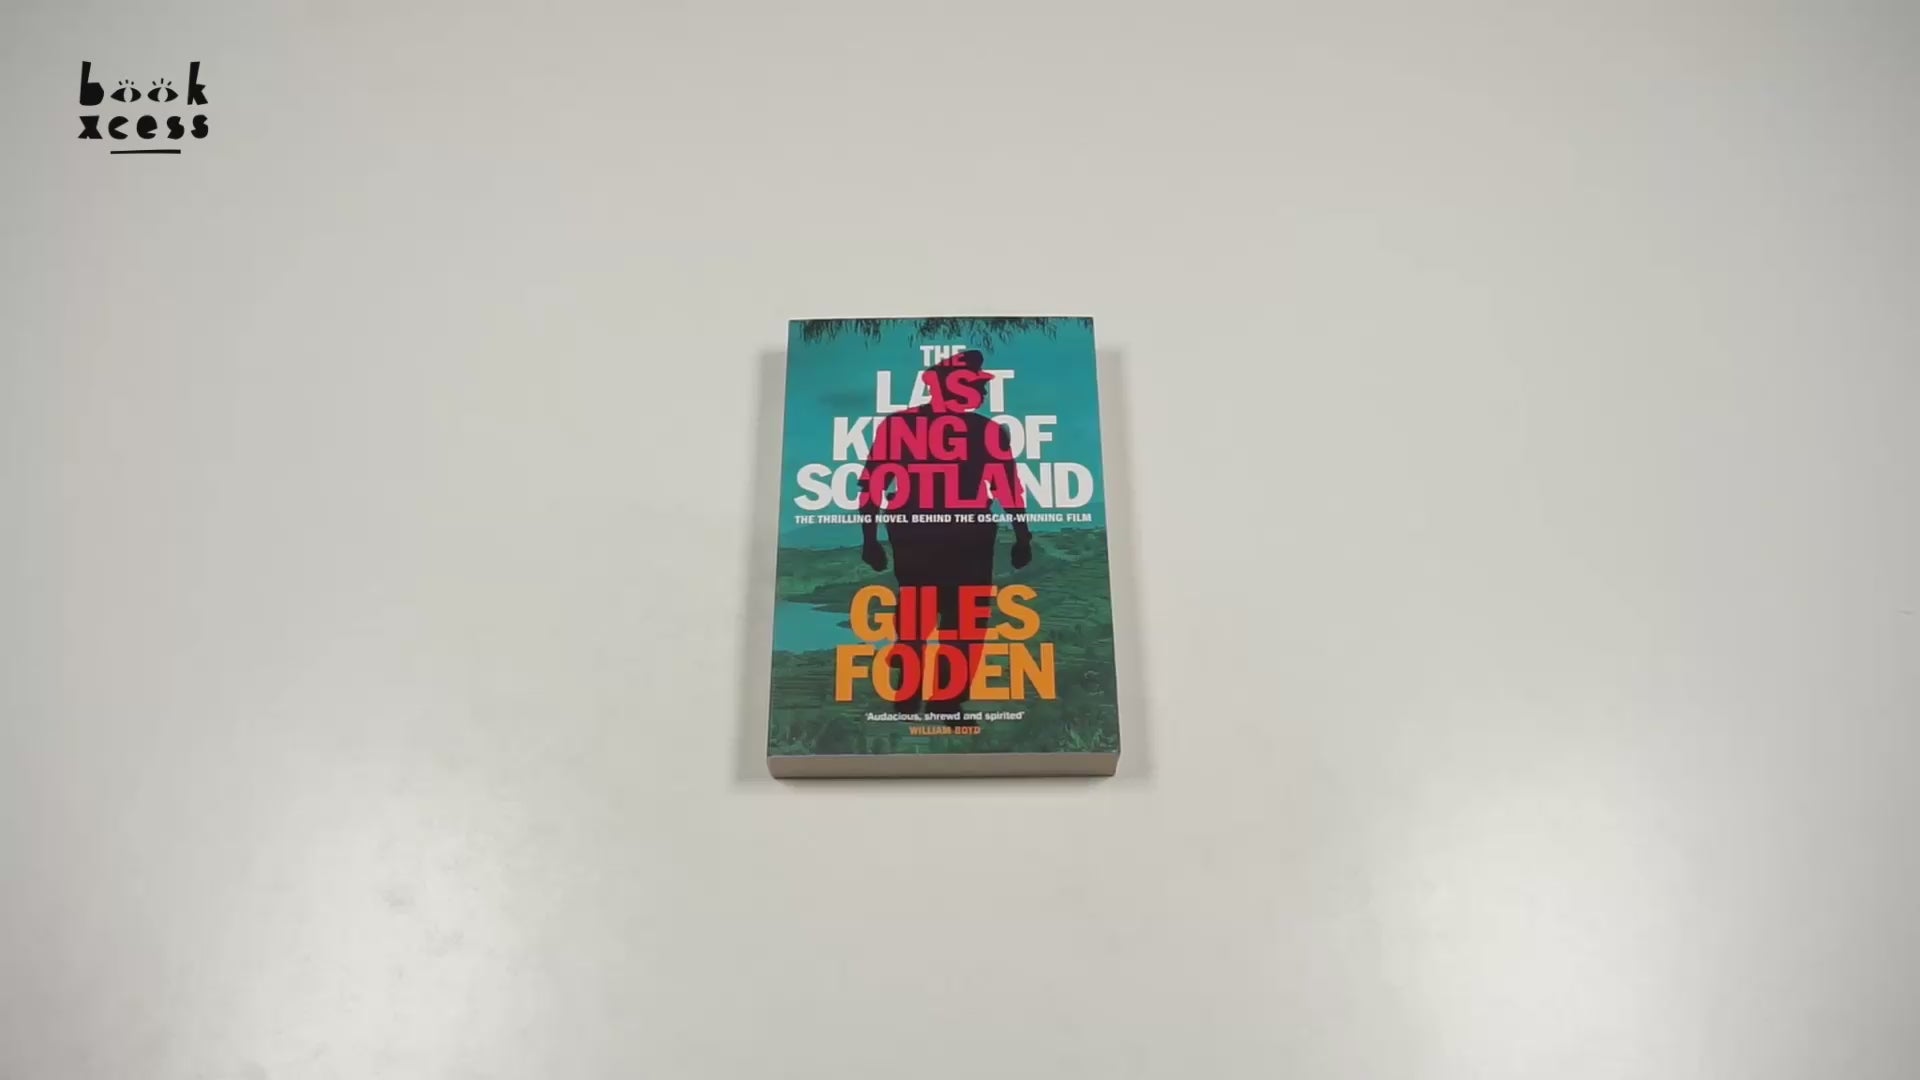 book
xcess
THE
LAST
KING OF
SCOTLAND
THE THRILLING NOVEL BEHIND THE OSCAR-WINNING FILM
GILES
FODEN
'Audacious, shrewd and spirited'
WILLIAM BOYD